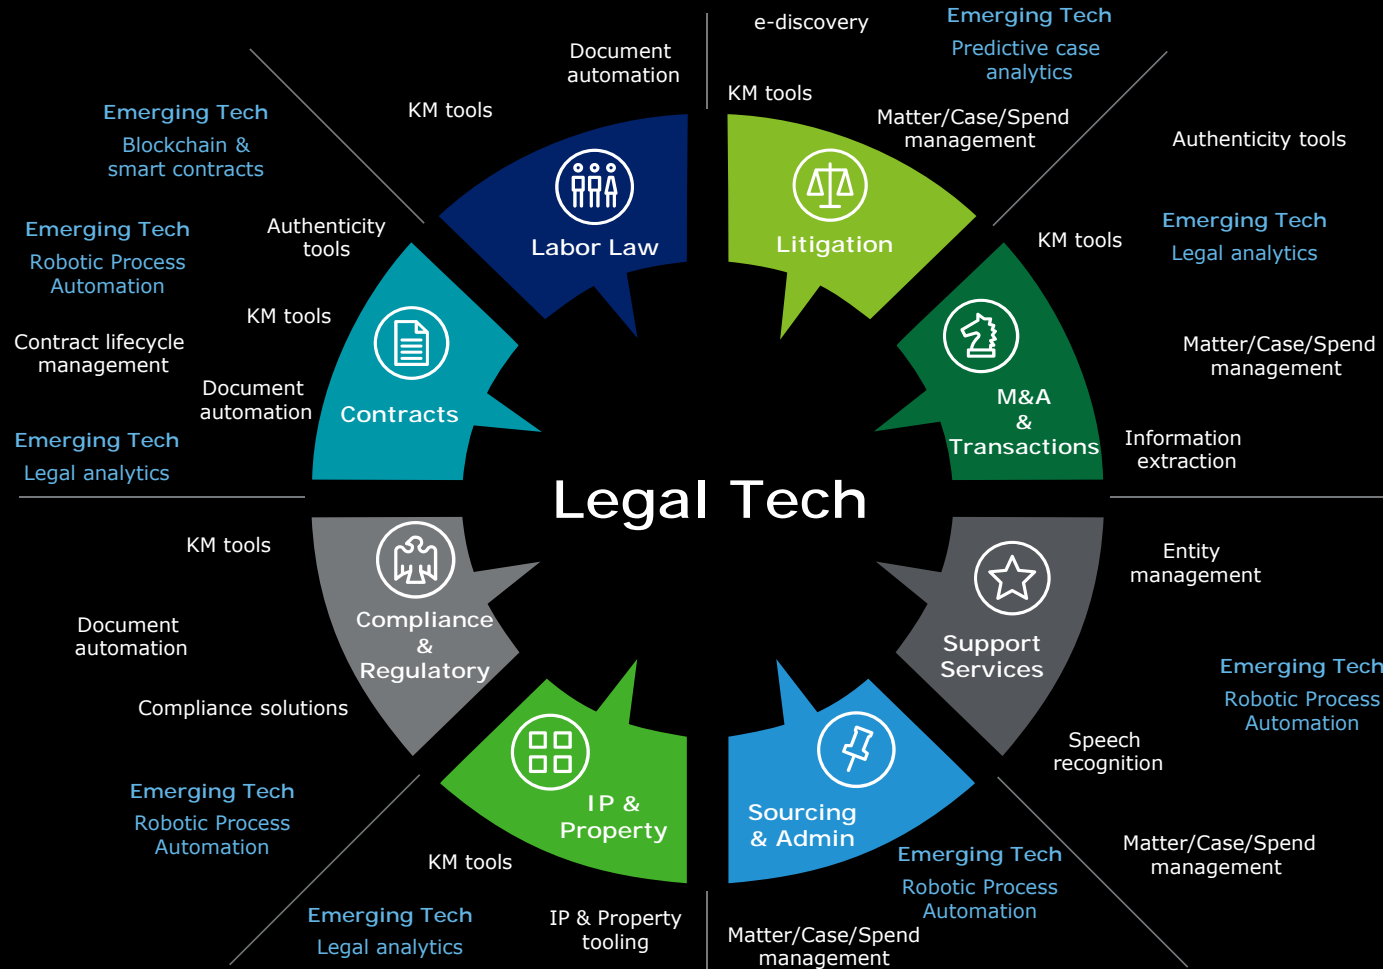 Legal Tech
Labor Law
KM tools
Document
automation
Litigation
e-discovery
KM tools
Emerging Tech
Predictive case
analytics
Matter/Case/Spend
management
M&A
&
Transactions
Authenticity tools
KM tools
Emerging Tech
Legal analytics
Matter/Case/Spend
management
Information
extraction
Support
Services
Entity
management
Emerging Tech
Robotic Process
Automation
Speech
recognition
Matter/Case/Spend
management
Sourcing
& Admin
Emerging Tech
Robotic Process
Automation
Matter/Case/Spend
management
IP &
Property
KM tools
IP & Property
tooling
Emerging Tech
Legal analytics
Compliance
&
Regulatory
KM tools
Document
automation
Compliance solutions
Emerging Tech
Robotic Process
Automation
Contracts
Emerging Tech
Blockchain &
smart contracts
Authenticity
tools
Emerging Tech
Robotic Process
Automation
KM tools
Contract lifecycle
management
Document
automation
Emerging Tech
Legal analytics